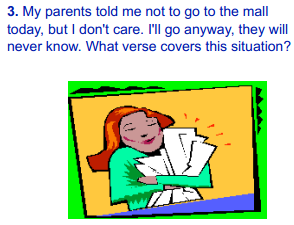 3. My parents told me not to go to the mall
today, but I don't care. I'll go anyway, they will
never know. What verse covers this situation?